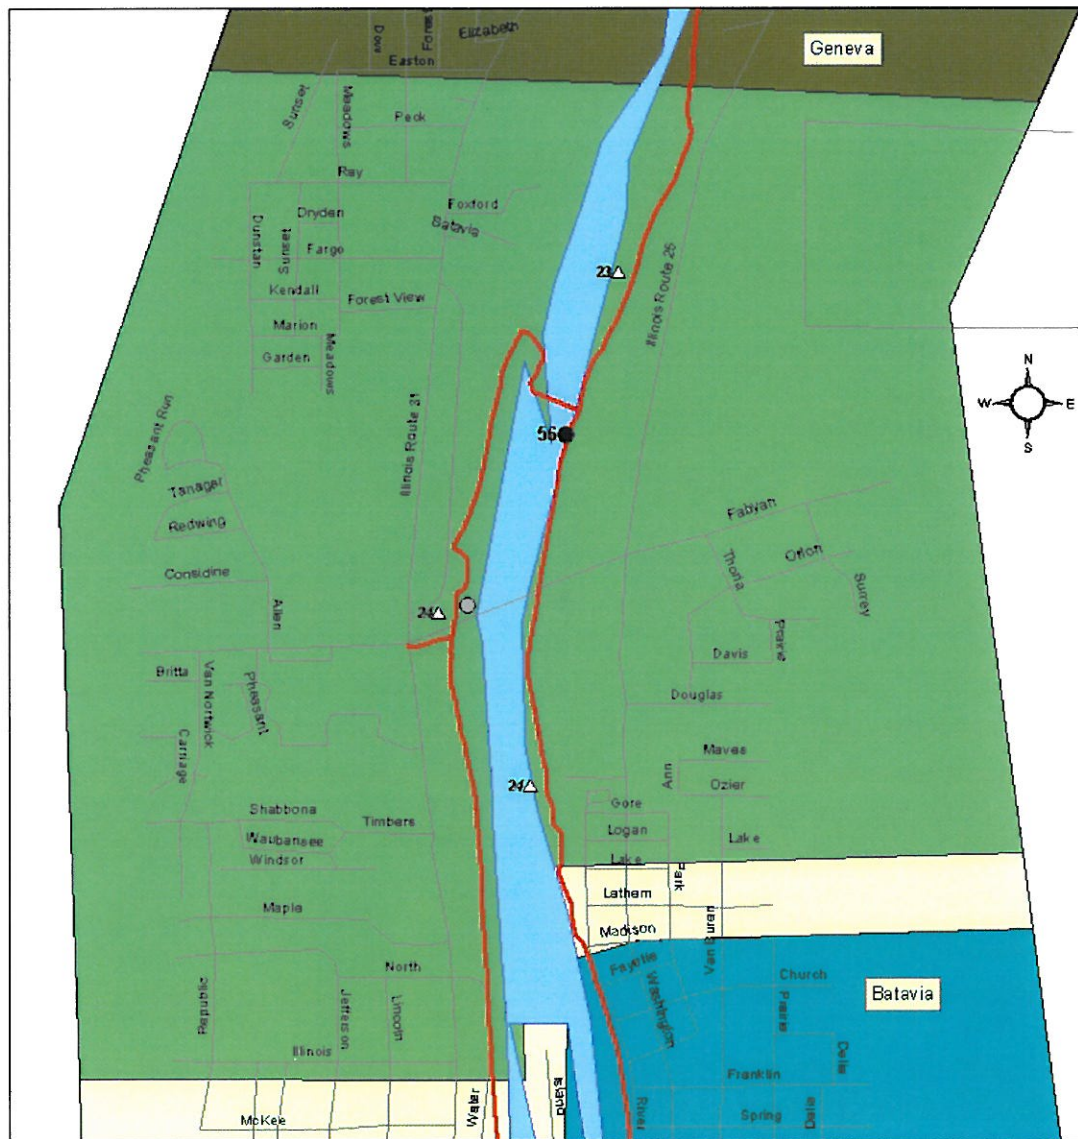 Elizabeth
Dow
Easton
Geneva
Sunset
Meadows
Peck
Ray
Foxford
Dryden
Batavia
Dunstan
Sunset
Fargo
23
Illinois Route 25
Kendall
Forest View
Marion
Garden
Meadows
N
W
E
S
Illinois Route 31
Pheasant Run
56
Tanager
Redwing
Fabyan
Orion
Thoria
Surrey
Considine
Allen
24
Prairie
Davis
Britta
Van Nortwick
Pheasant
Douglas
Carriage
Maves
Ann
Ozier
24
Gore
Shabbona
Timbers
Logan
Lake
Waubansee
Windsor
Lake
Park
Lathem
Maple
Madison
Van Buren
North
Fayette
Washington
Church
Batavia
Republic
Jefferson
Lincoln
Prairie
Illinois
Franklin
Delia
Water
Island
River
McKee
Spring
Dale